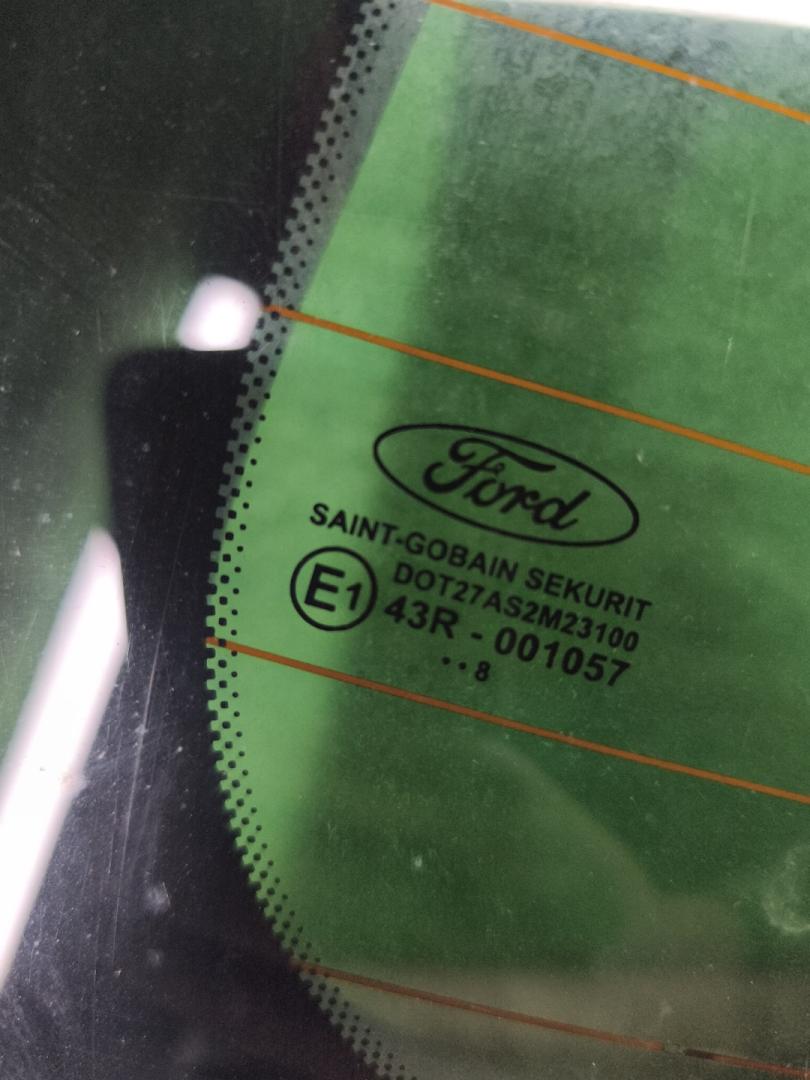 Ford
SAINT-GOBAIN SEKURIT
DOT27AS2M23100
E1
43R - 001057
..8